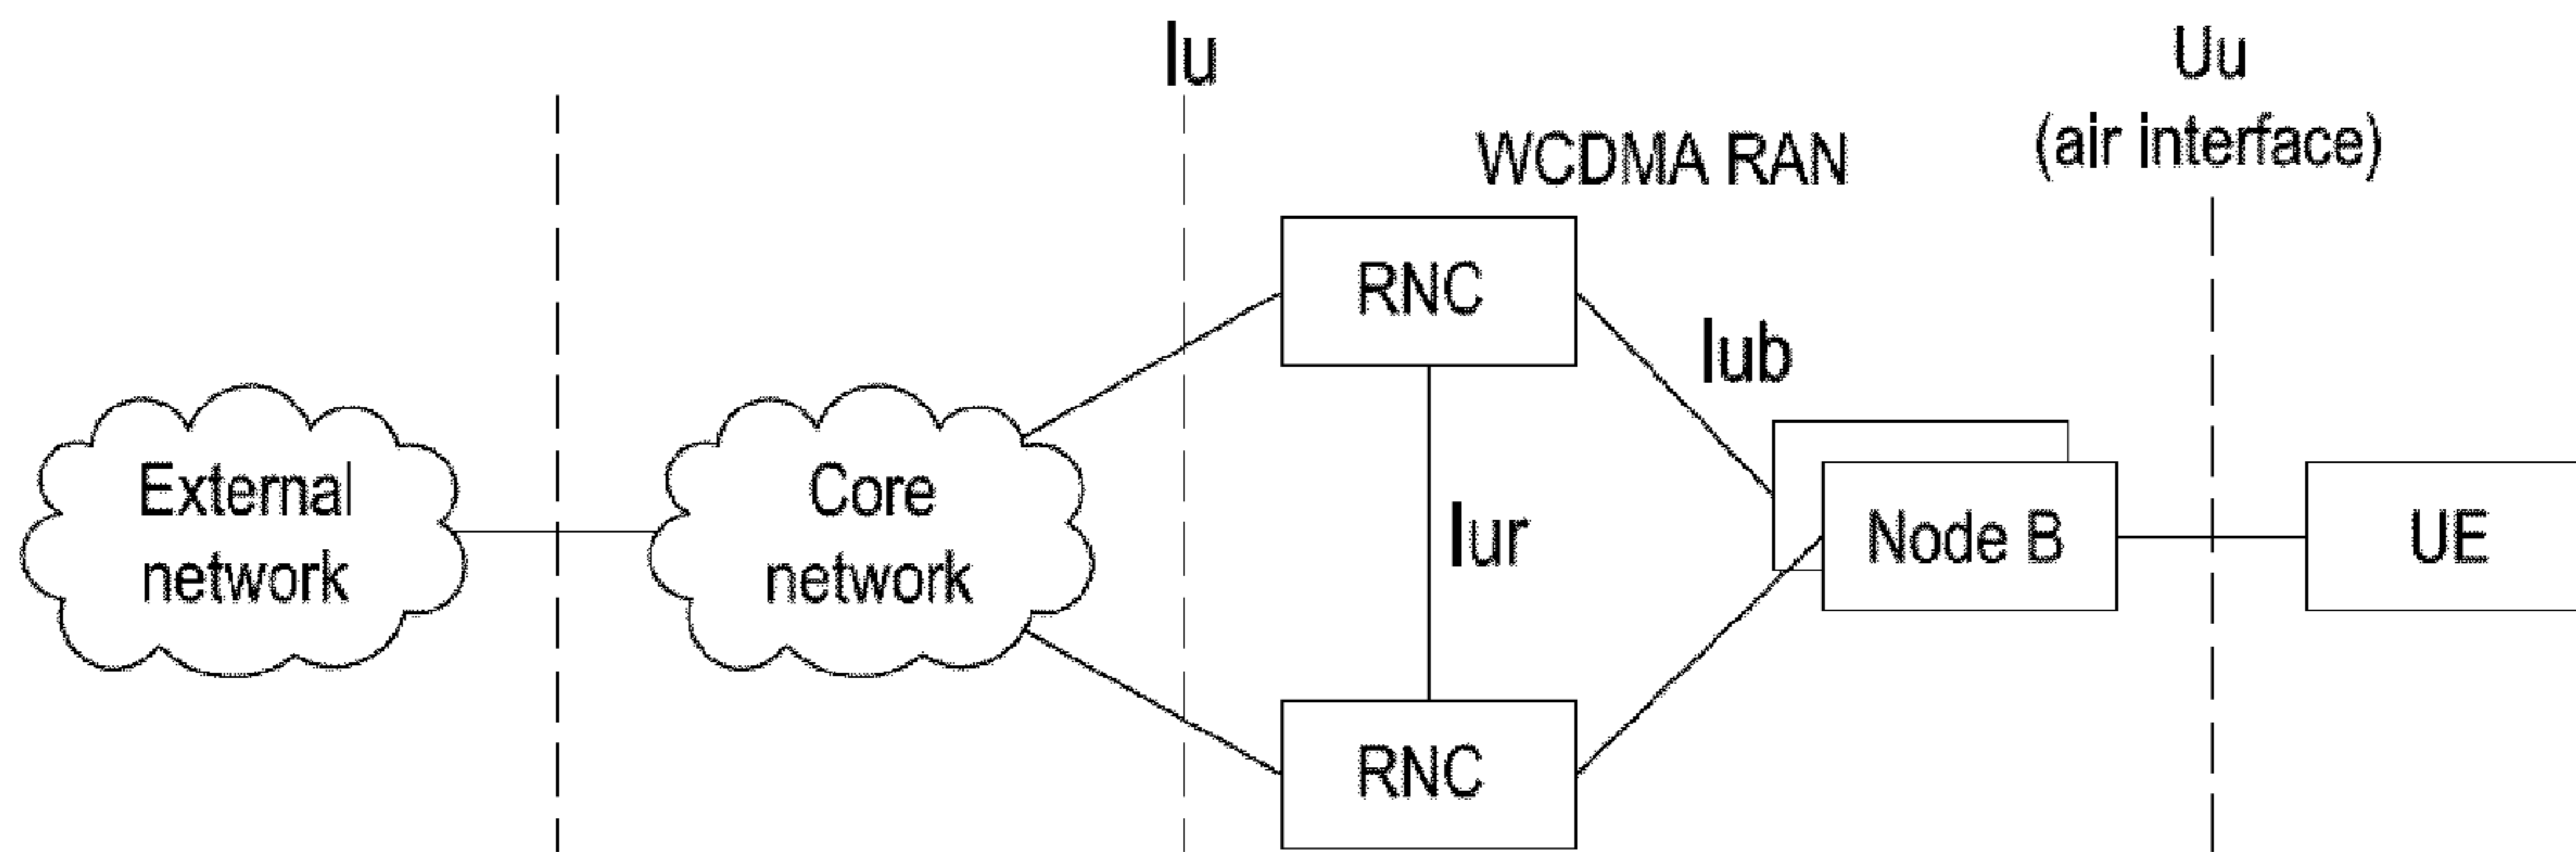 Iu
Uu
(air interface)
WCDMA RAN
RNC
Iub
External
network
Core
network
Iur
Node B
UE
RNC